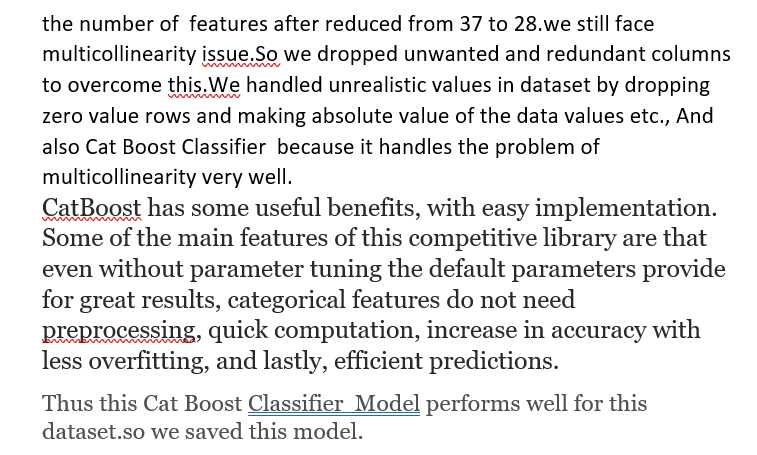 the number of  features after reduced from 37 to 28.we still face
multicollinearity issue.So we dropped unwanted and redundant columns
to overcome this.We handled unrealistic values in dataset by dropping
zero value rows and making absolute value of the data values etc., And
also Cat Boost Classifier  because it handles the problem of
multicollinearity very well.
CatBoost has some useful benefits, with easy implementation.
Some of the main features of this competitive library are that
even without parameter tuning the default parameters provide
for great results, categorical features do not need
preprocessing, quick computation, increase in accuracy with
less overfitting, and lastly, efficient predictions.
Thus this Cat Boost Classifier  Model performs well for this
dataset.so we saved this model.